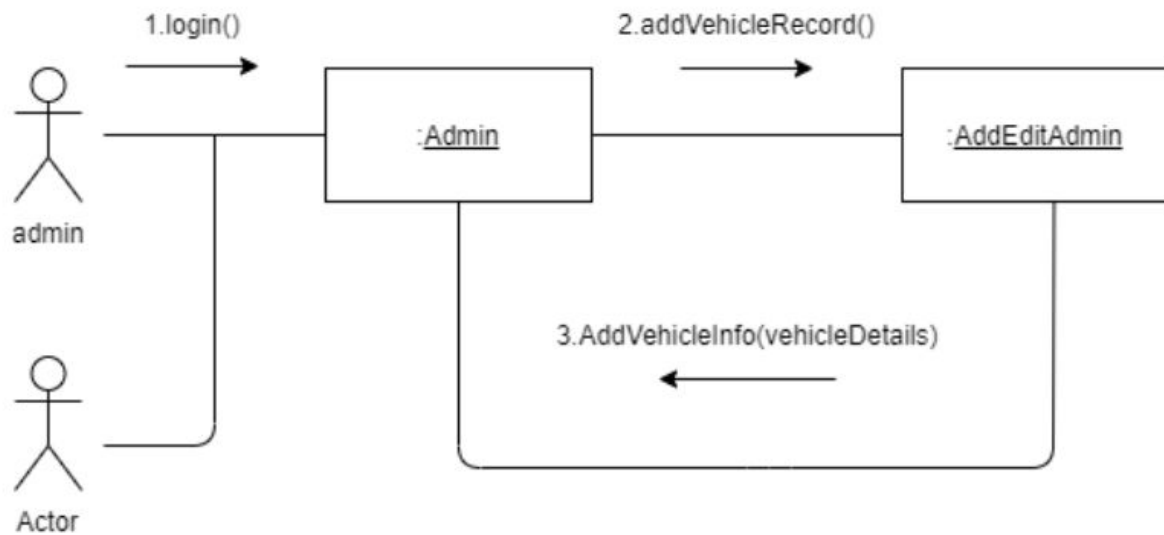 1.login()
2.addVehicleRecord()
:Admin
:AddEditAdmin
admin
3.AddVehicleInfo(vehicleDetails)
Actor